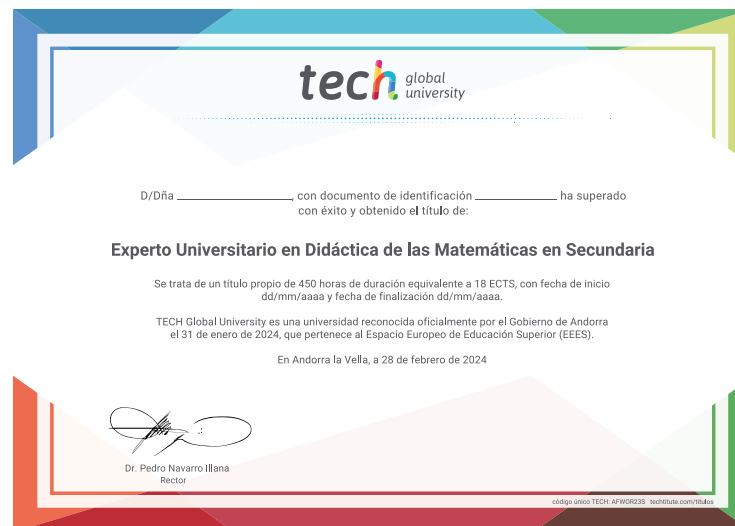 tech global university
D/Dña ____________________, con documento de identificación ______________ ha superado
con éxito y obtenido el título de:
Experto Universitario en Didáctica de las Matemáticas en Secundaria
Se trata de un título propio de 450 horas de duración equivalente a 18 ECTS, con fecha de inicio
dd/mm/aaaa y fecha de finalización dd/mm/aaaa.
TECH Global University es una universidad reconocida oficialmente por el Gobierno de Andorra
el 31 de enero de 2024, que pertenece al Espacio Europeo de Educación Superior (EEES).
En Andorra la Vella, a 28 de febrero de 2024
Dr. Pedro Navarro Illana
Rector
código único TECH: AFWOR23S techtitute.com/titulos